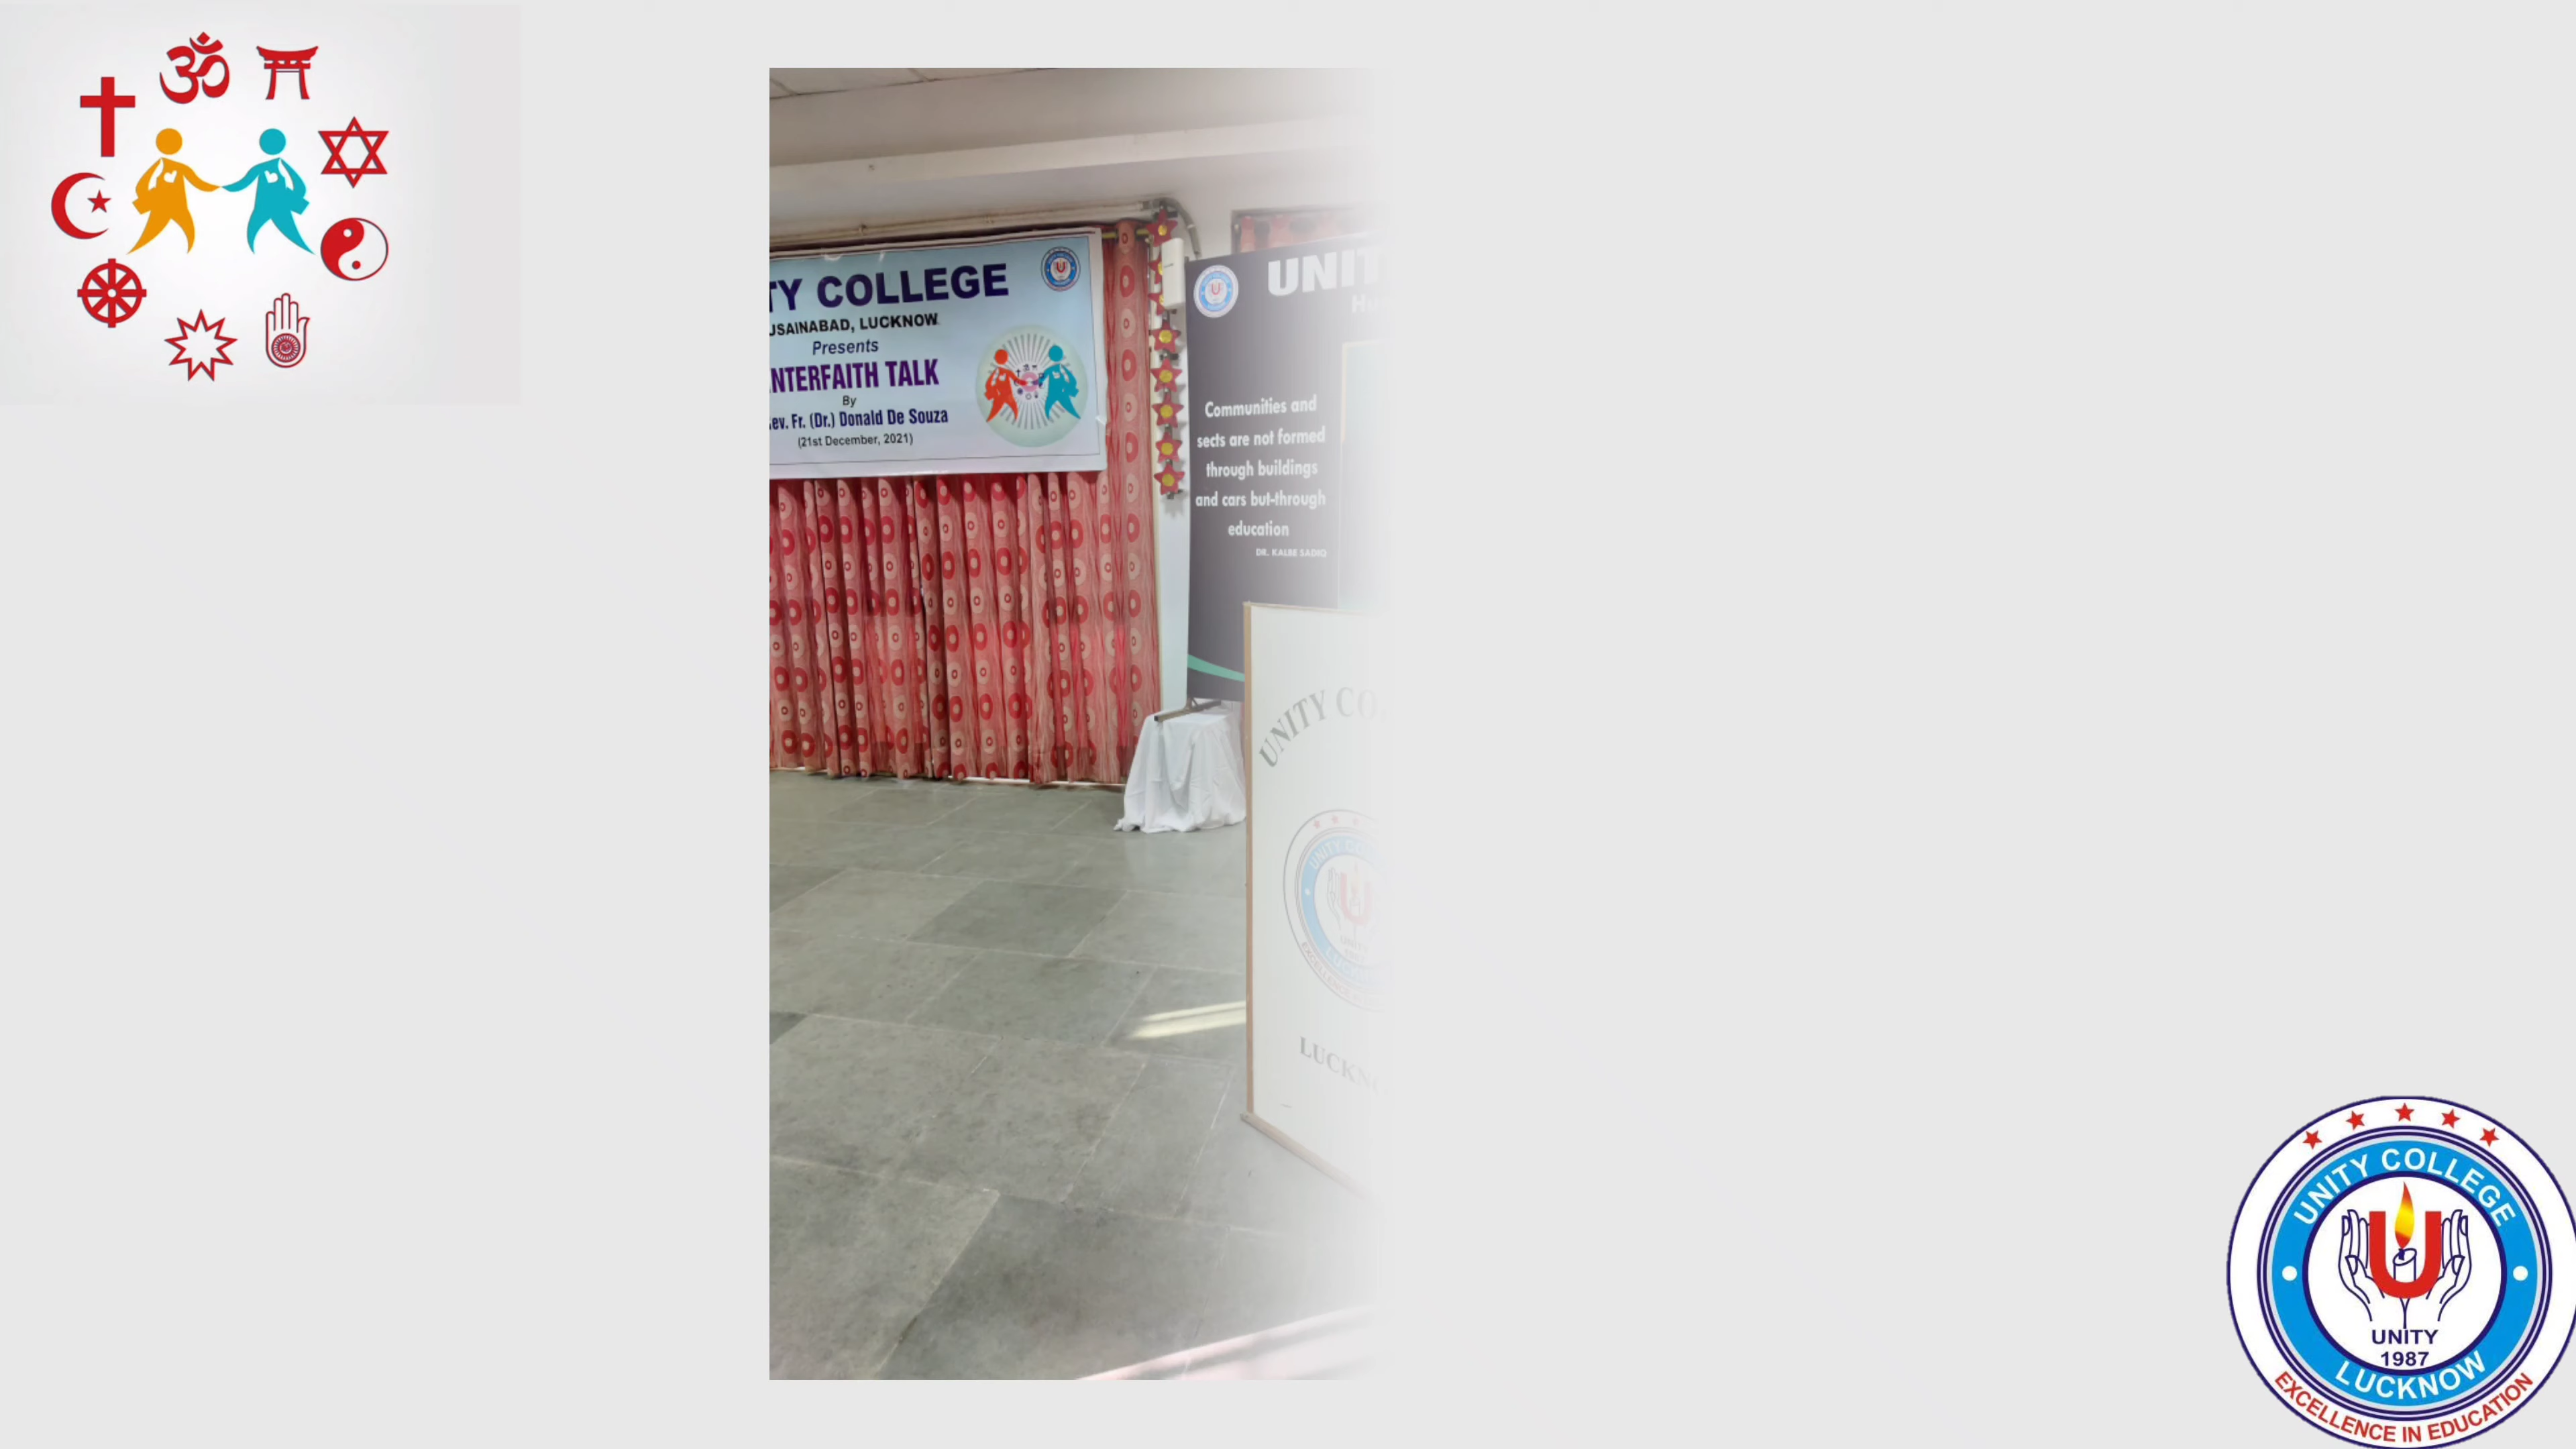 TY COLLEGE
USAINABAD, LUCKNOW
Presents
NTERFAITH TALK
By
ev. Fr. (Dr.) Donald De Souza
(21st December, 2021)
UNIT
Communities and
sects are not formed
through buildings
and cars but through
education
DR. KALBE SADIQ
UNITY CO
LUCKNO
UNITY COLLEGE
U
UNITY
1987
LUCKNOW
EXCELLENCE IN EDUCATION